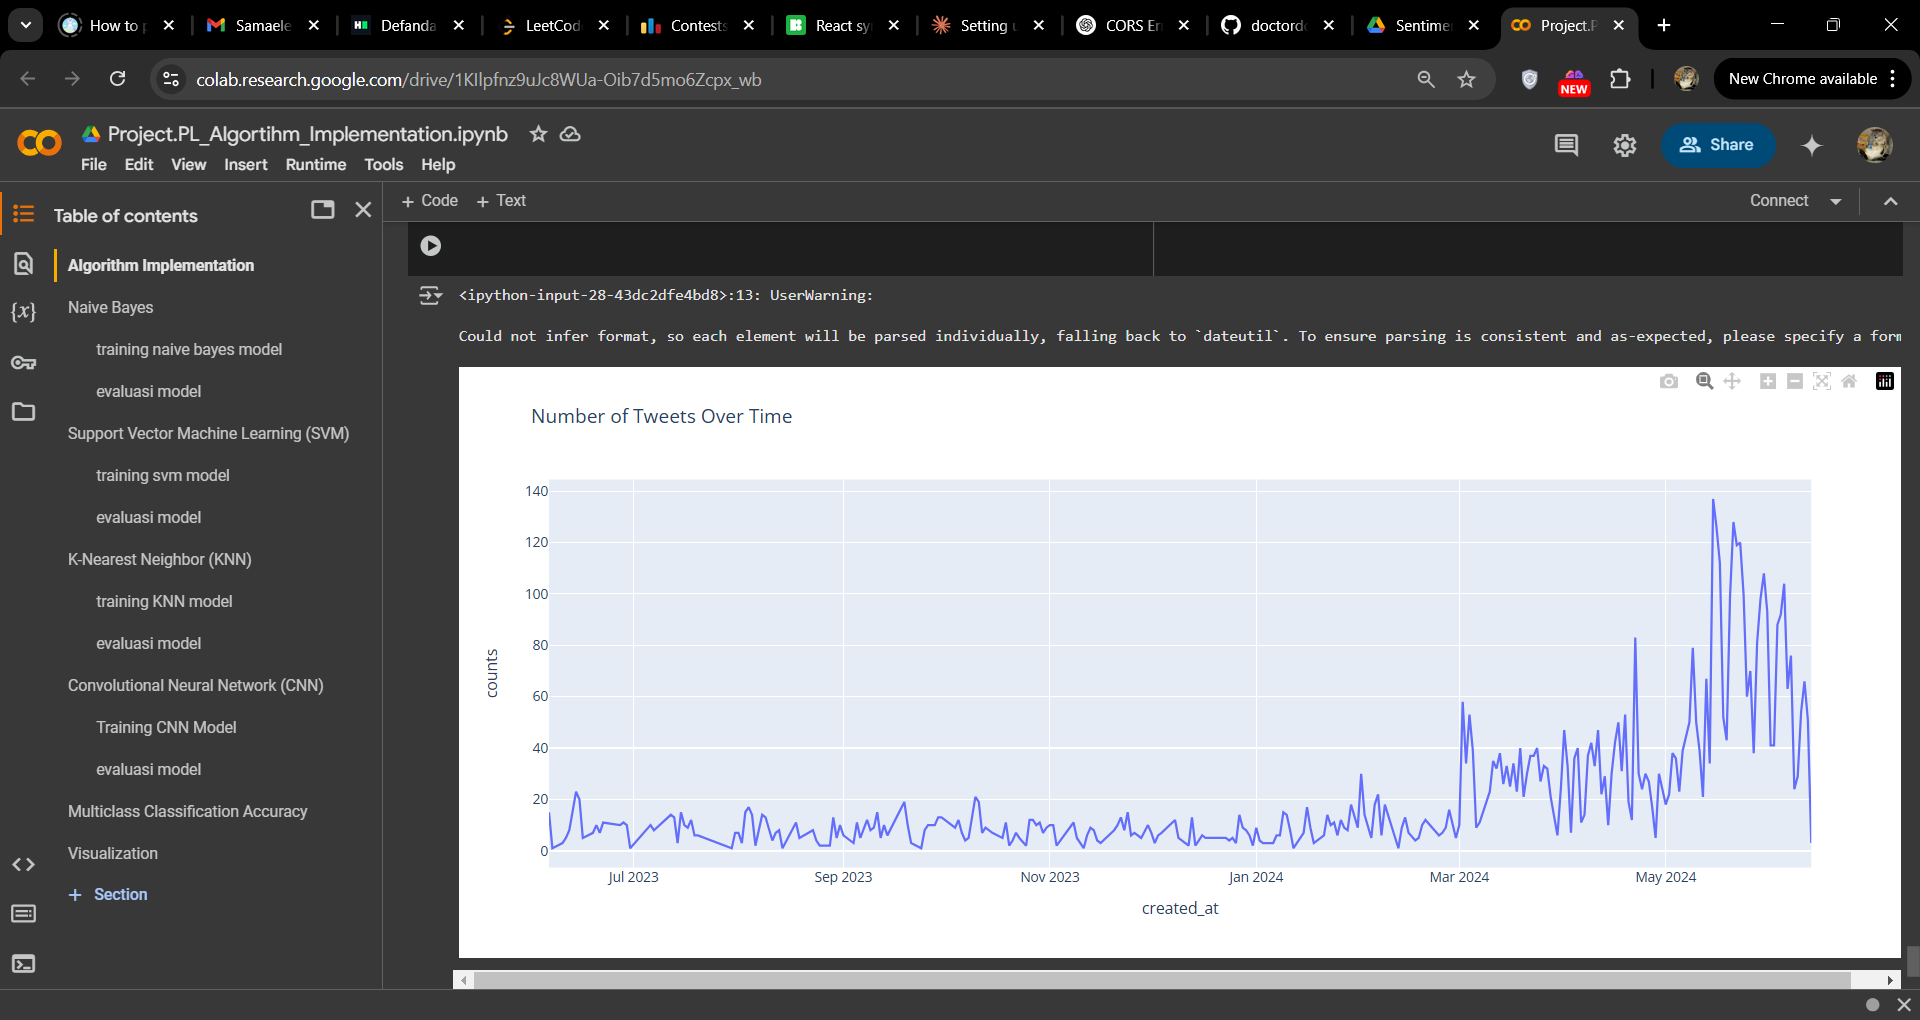 How to
Samaele
Defanda
LeetCod
Contests
React sy
Setting
CORS Er
doctord
Sentime
Project.P
colab.research.google.com/drive/1KIlpfnz9uJc8WUa-Oib7d5mo6Zcpx_wb
NEW
New Chrome available
Project.PL_Algortihm_Implementation.ipynb
File Edit View Insert Runtime Tools Help
Share
Table of contents
+ Code + Text
Connect
Algorithm Implementation
Naive Bayes
training naive bayes model
evaluasi model
Support Vector Machine Learning (SVM)
training svm model
evaluasi model
K-Nearest Neighbor (KNN)
training KNN model
evaluasi model
Convolutional Neural Network (CNN)
Training CNN Model
evaluasi model
Multiclass Classification Accuracy
Visualization
+ Section
<ipython-input-28-43dc2dfe4bd8>:13: UserWarning:
Could not infer format, so each element will be parsed individually, falling back to `dateutil`. To ensure parsing is consistent and as-expected, please specify a form
Number of Tweets Over Time
140
120
100
80
60
40
20
0
counts
Jul 2023 Sep 2023 Nov 2023 Jan 2024 Mar 2024 May 2024
created_at